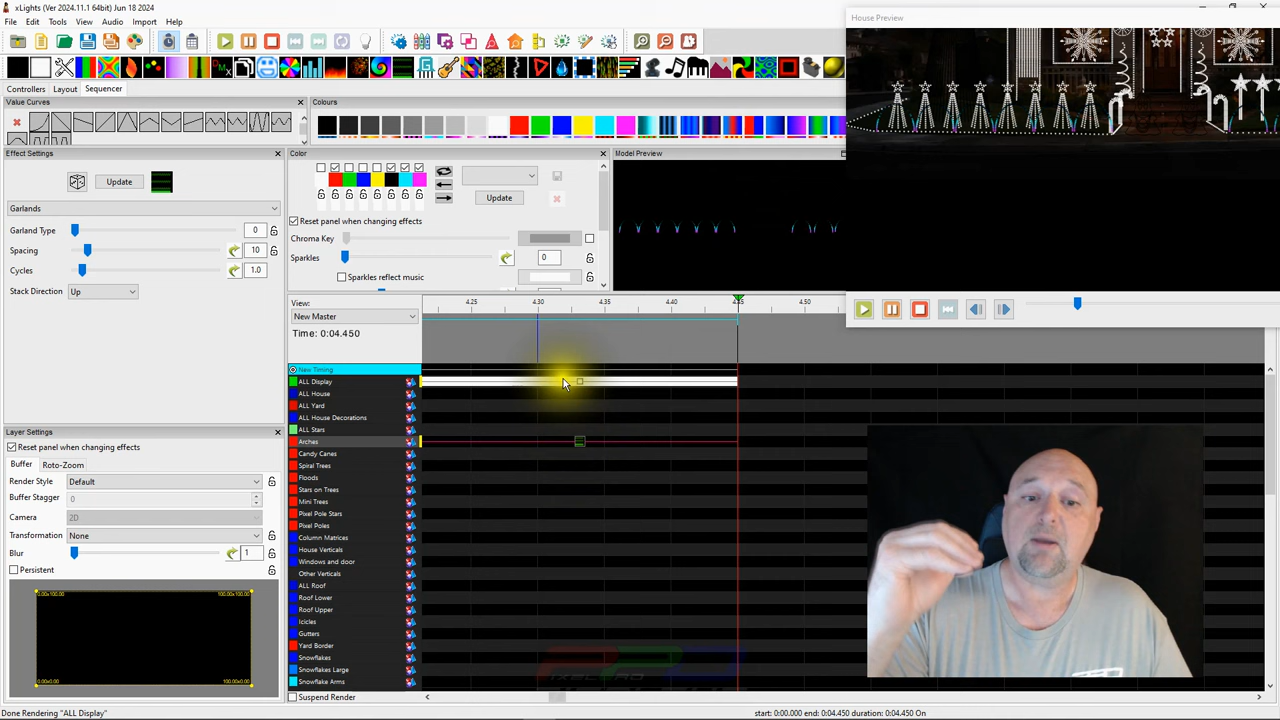 xLights (Ver 2024.11.1 64bit) Jun 18 2024
File Edit Tools View Audio Import Help
House Preview
Controllers Layout Sequencer
Value Curves
Colours
Effect Settings
Color
Model Preview
Update
Garlands
Update
Reset panel when changing effects
Garland Type 0
Chroma Key
Spacing 10
Sparkles 0
Cycles 1.0
Sparkles reflect music
Stack Direction Up
View:
4.25 4.30 4.35 4.40 4.50
New Master
Time: 0:04.450
New Timing
ALL Display
ALL House
ALL Yard
ALL House Decorations
ALL Stars
Layer Settings
Arches
Reset panel when changing effects
Candy Canes
Buffer Roto-Zoom
Spiral Trees
Render Style Default
Floods
Stars on Trees
Buffer Stagger 0
Mini Trees
Camera 2D
Pixel Pole Stars
Pixel Poles
Transformation None
Column Matrices
Blur 1
House Verticals
Windows and door
Persistent
Other Verticals
ALL Roof
100.00x100.00
Roof Lower
Roof Upper
Icicles
Gutters
Yard Border
Snowflakes
Snowflakes Large
Snowflake Arms
0.00x0.00
Suspend Render
Done Rendering "ALL Display"
start: 0:00.000 end: 0:04.450 duration: 0:04.450 On